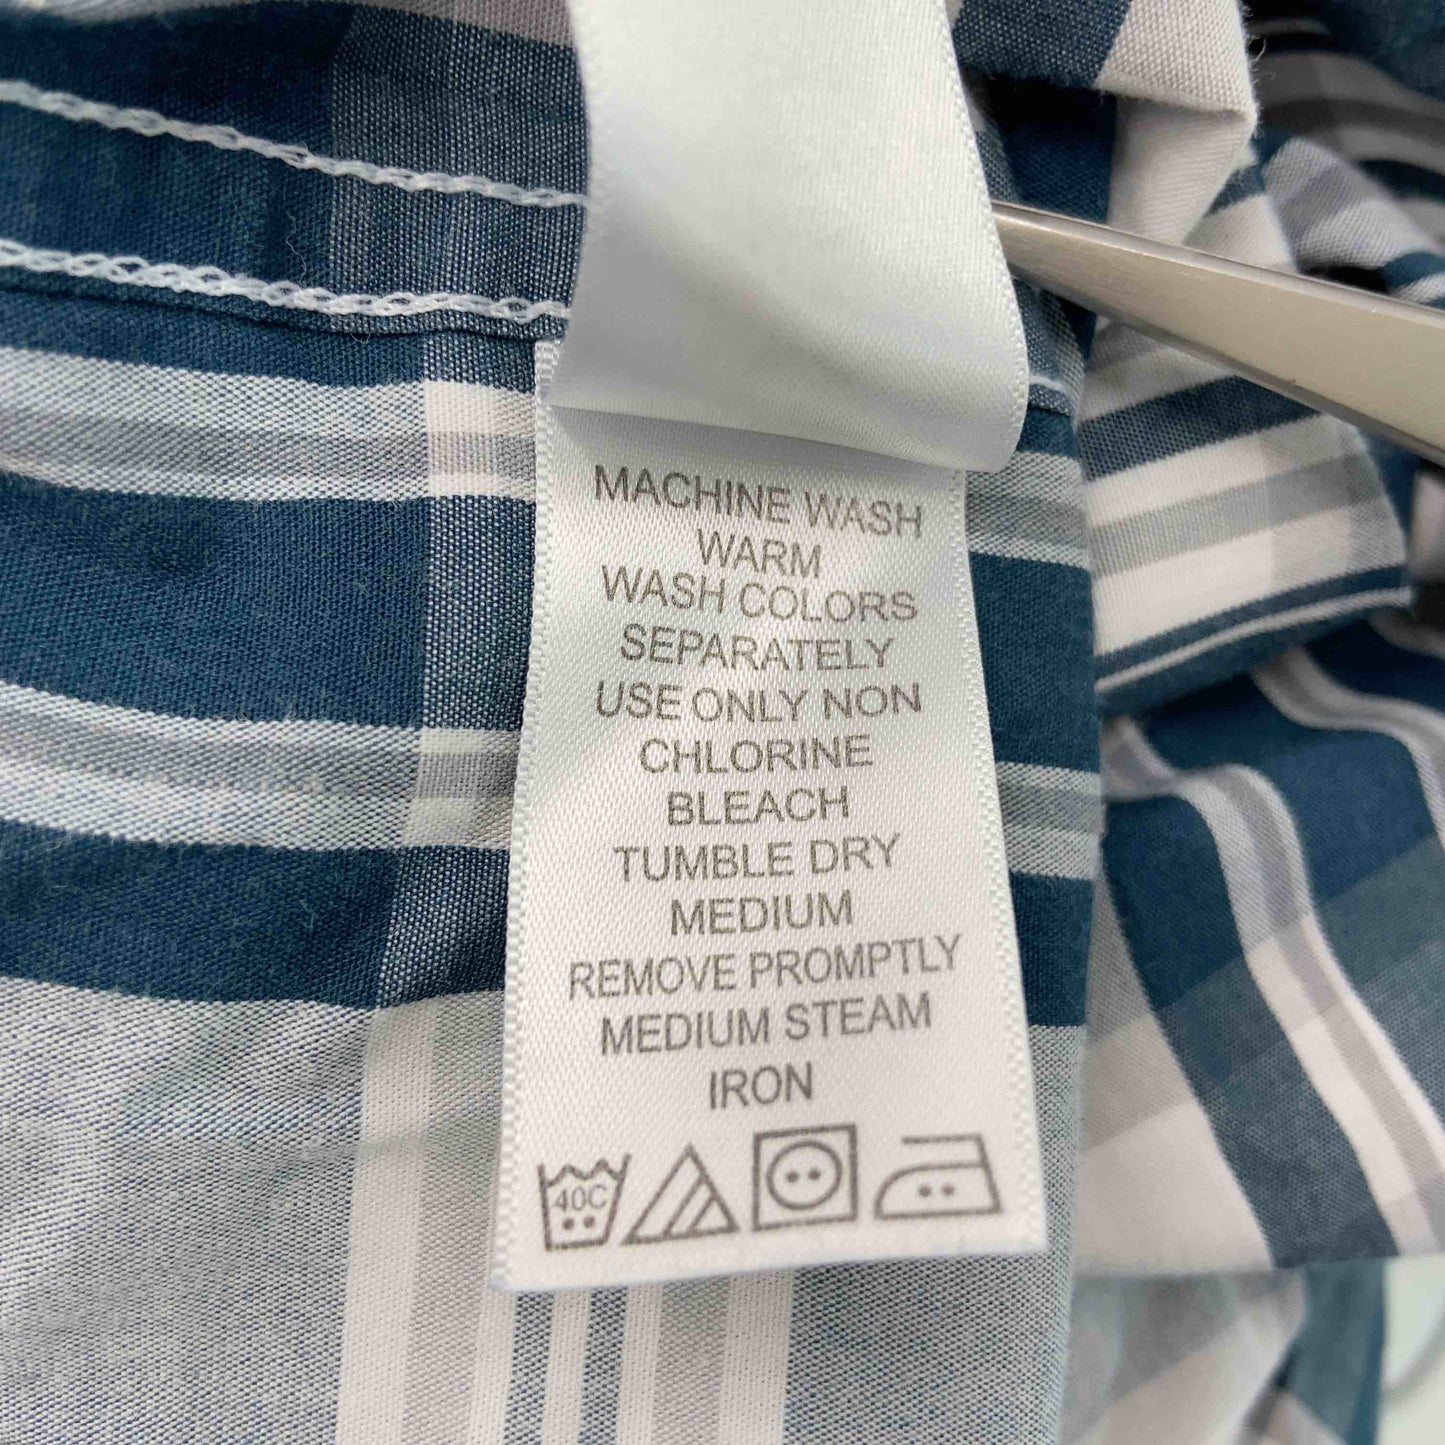 MACHINE WASH
WARM
WASH COLORS
SEPARATELY
USE ONLY NON
CHLORINE
BLEACH
TUMBLE DRY
MEDIUM
REMOVE PROMPTLY
MEDIUM STEAM
IRON
40C